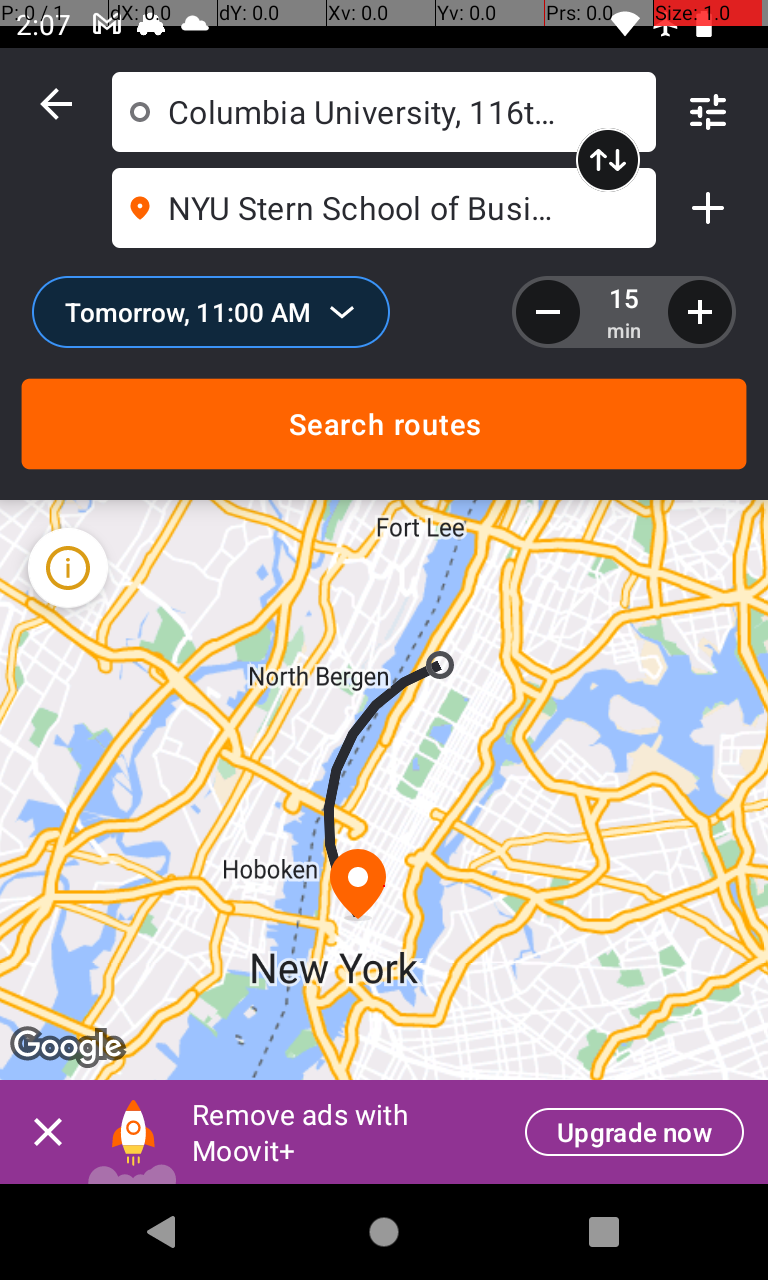 P: 0 / 1 dX: 0.0 dY: 0.0 Xv: 0.0 Yv: 0.0 Prs: 0.0 Size: 1.0
2:07
Columbia University, 116t...
NYU Stern School of Busi...
Tomorrow, 11:00 AM
15
min
Search routes
Fort Lee
i
North Bergen
Hoboken
New York
Google
Remove ads with
Moovit+
Upgrade now